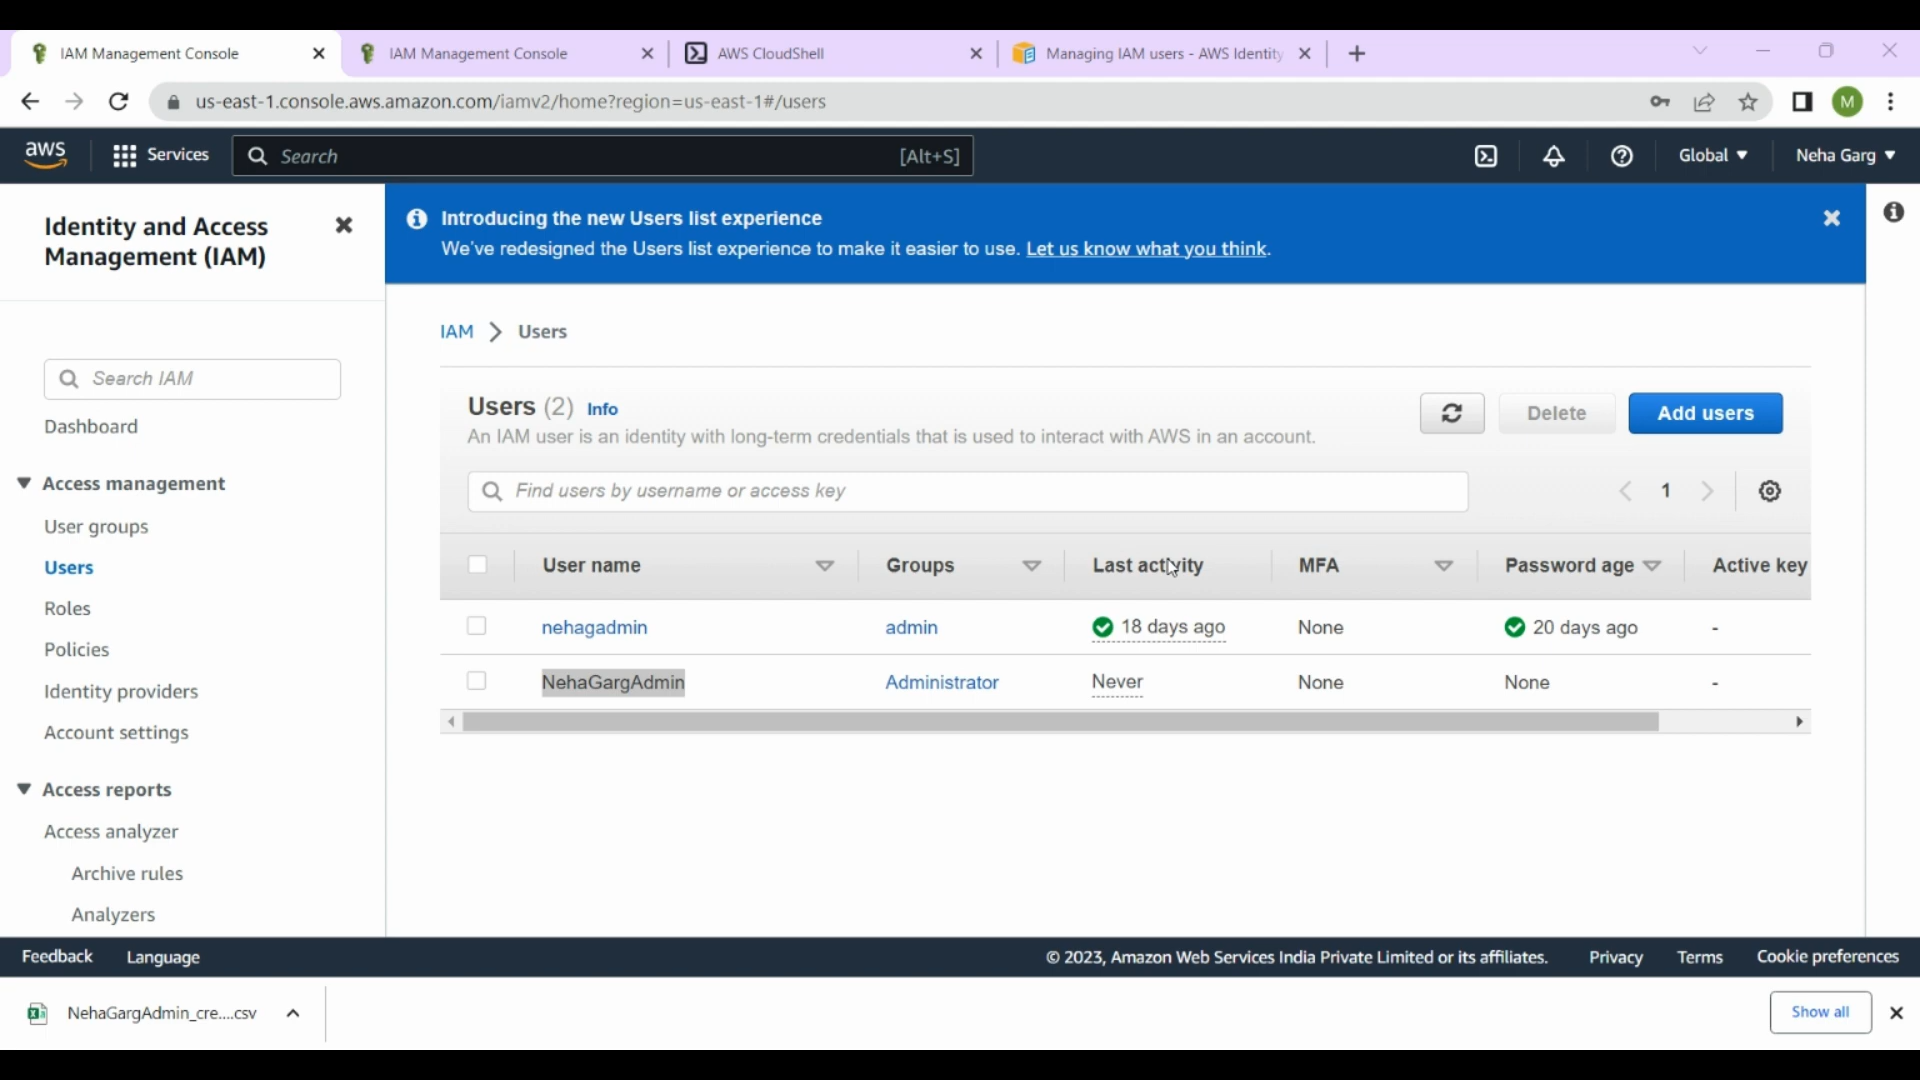 IAM Management Console
IAM Management Console
AWS CloudShell
Managing IAM users - AWS Identity
us-east-1.console.aws.amazon.com/iamv2/home?region=us-east-1#/users
M
aws
Services
Search
[Alt+S]
Global
Neha Garg
Identity and Access
Management (IAM)
Search IAM
Dashboard
Access management
User groups
Users
Roles
Policies
Identity providers
Account settings
Access reports
Access analyzer
Archive rules
Analyzers
Introducing the new Users list experience
We've redesigned the Users list experience to make it easier to use. Let us know what you think.
IAM > Users
Users (2) Info
An IAM user is an identity with long-term credentials that is used to interact with AWS in an account.
Delete
Add users
Find users by username or access key
1
User name Groups Last activity MFA Password age Active key
nehagadmin admin 18 days ago None 20 days ago -
NehaGargAdmin Administrator Never None None -
Feedback Language © 2023, Amazon Web Services India Private Limited or its affiliates. Privacy Terms Cookie preferences
NehaGargAdmin_cre....csv
Show all